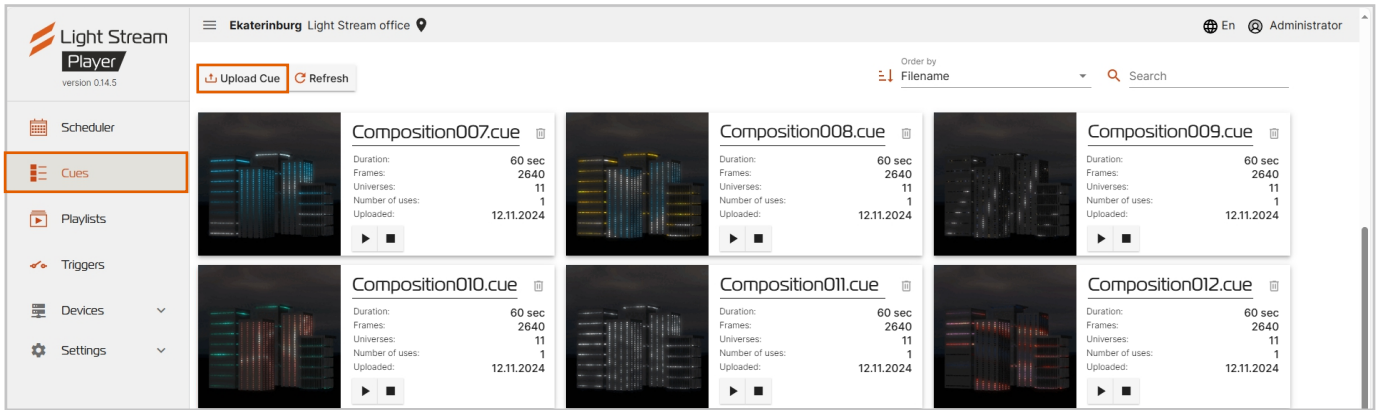 Light Stream
Player
version 0.14.5
Scheduler
Cues
Playlists
Triggers
Devices
Settings
Ekaterinburg Light Stream office
En Administrator
Upload Cue Refresh
Order by
Filename
Search
Composition007.cue
Duration: 60 sec
Frames: 2640
Universes: 11
Number of uses: 1
Uploaded: 12.11.2024
Composition008.cue
Duration: 60 sec
Frames: 2640
Universes: 11
Number of uses: 1
Uploaded: 12.11.2024
Composition009.cue
Duration: 60 sec
Frames: 2640
Universes: 11
Number of uses: 1
Uploaded: 12.11.2024
Composition010.cue
Duration: 60 sec
Frames: 2640
Universes: 11
Number of uses: 1
Uploaded: 12.11.2024
Composition011.cue
Duration: 60 sec
Frames: 2640
Universes: 11
Number of uses: 1
Uploaded: 12.11.2024
Composition012.cue
Duration: 60 sec
Frames: 2640
Universes: 11
Number of uses: 1
Uploaded: 12.11.2024